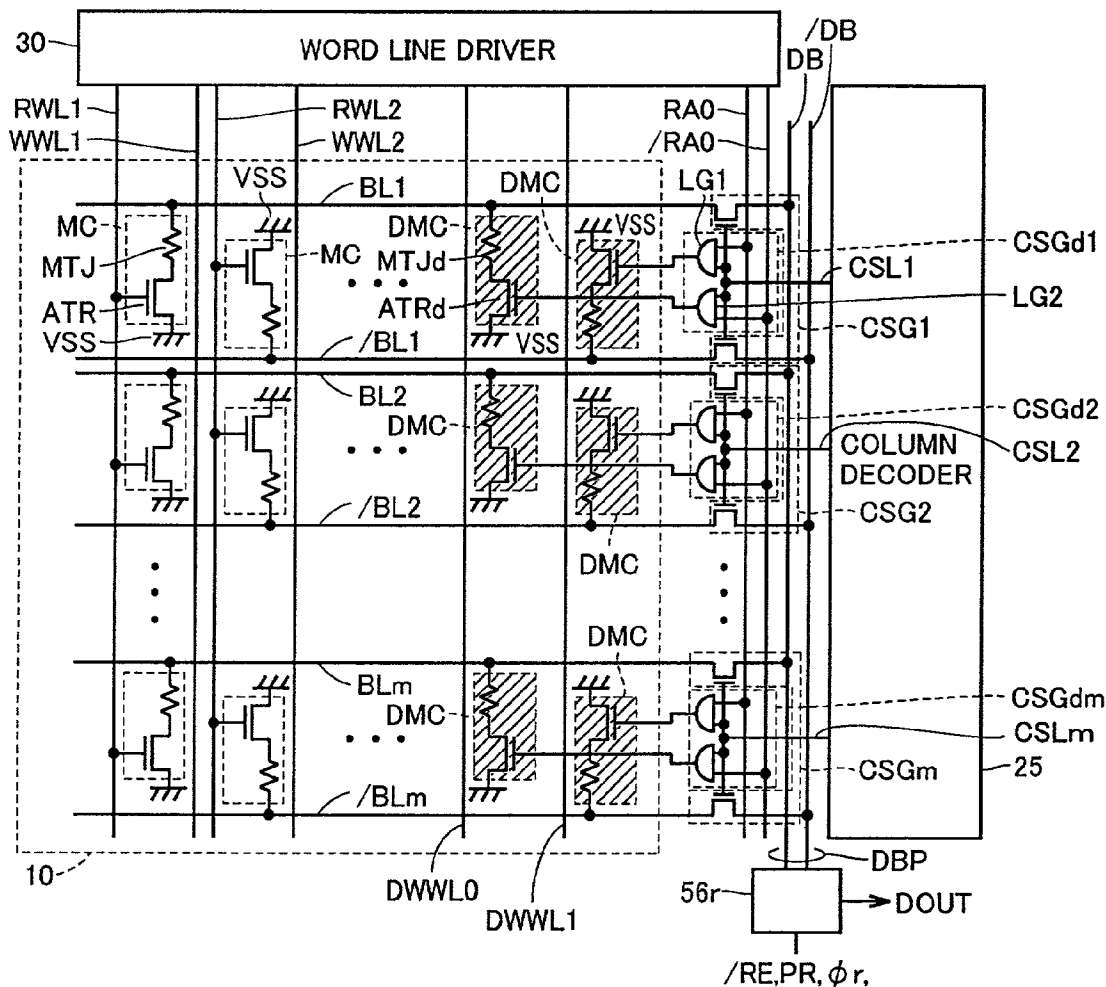 30
WORD LINE DRIVER
/DB
DB
RWL1
WWL1
RWL2
WWL2
RA0
/RA0
VSS
BL1
DMC
LG1
MC
DMC
VSS
CSGd1
MTJ
MC
MTJd
CSL1
ATR
ATRd
LG2
VSS
/BL1
VSS
CSG1
BL2
CSGd2
DMC
COLUMN
DECODER
CSL2
/BL2
CSG2
DMC
DMC
BLm
CSGdm
DMC
CSLm
/BLm
CSGm
25
10
DWWL0
DWWL1
DBP
56r
DOUT
/RE,PR,ϕr,